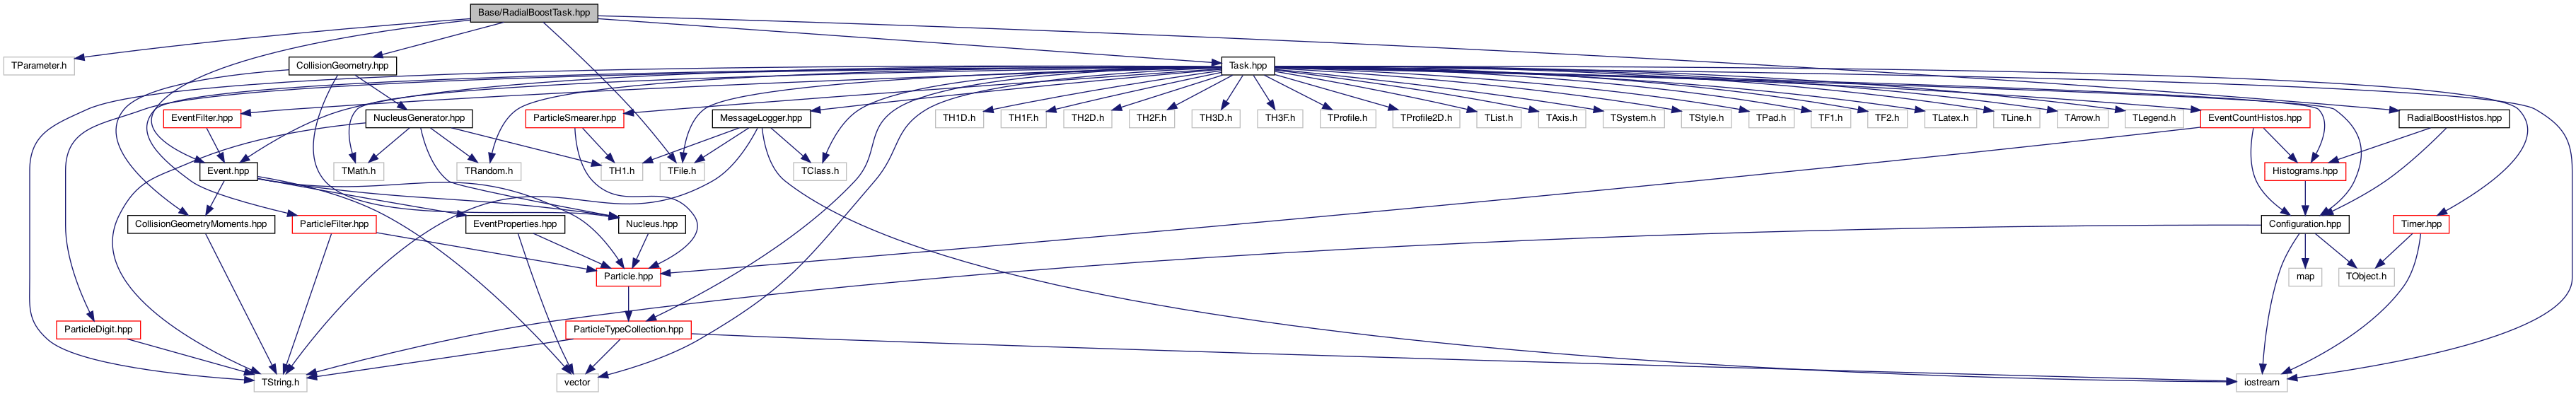 Base/RadialBoostTask.hpp
TParameter.h
CollisionGeometry.hpp
Task.hpp
EventFilter.hpp
NucleusGenerator.hpp
ParticleSmearer.hpp
MessageLogger.hpp
TH1D.h
TH1F.h
TH2D.h
TH2F.h
TH3D.h
TH3F.h
TProfile.h
TProfile2D.h
TList.h
TAxis.h
TSystem.h
TStyle.h
TPad.h
TF1.h
TF2.h
TLatex.h
TLine.h
TArrow.h
TLegend.h
EventCountHistos.hpp
RadialBoostHistos.hpp
Event.hpp
TMath.h
TRandom.h
TH1.h
TFile.h
TClass.h
Histograms.hpp
CollisionGeometryMoments.hpp
ParticleFilter.hpp
EventProperties.hpp
Nucleus.hpp
Configuration.hpp
Timer.hpp
Particle.hpp
map
TObject.h
ParticleDigit.hpp
ParticleTypeCollection.hpp
TString.h
vector
iostream